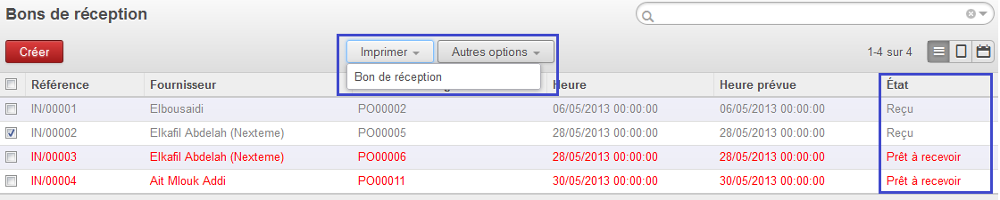 Bons de réception
Créer Imprimer Autres options 1-4 sur 4
Bon de réception
Référence Fournisseur Heure Heure prévue État
IN/00001 Elbousaidi PO00002 06/05/2013 00:00:00 06/05/2013 00:00:00 Reçu
IN/00002 Elkafil Abdelah (Nexteme) PO00005 28/05/2013 00:00:00 28/05/2013 00:00:00 Reçu
IN/00003 Elkafil Abdelah (Nexteme) PO00006 28/05/2013 00:00:00 28/05/2013 00:00:00 Prêt à recevoir
IN/00004 Ait Mlouk Addi PO00011 30/05/2013 00:00:00 30/05/2013 00:00:00 Prêt à recevoir